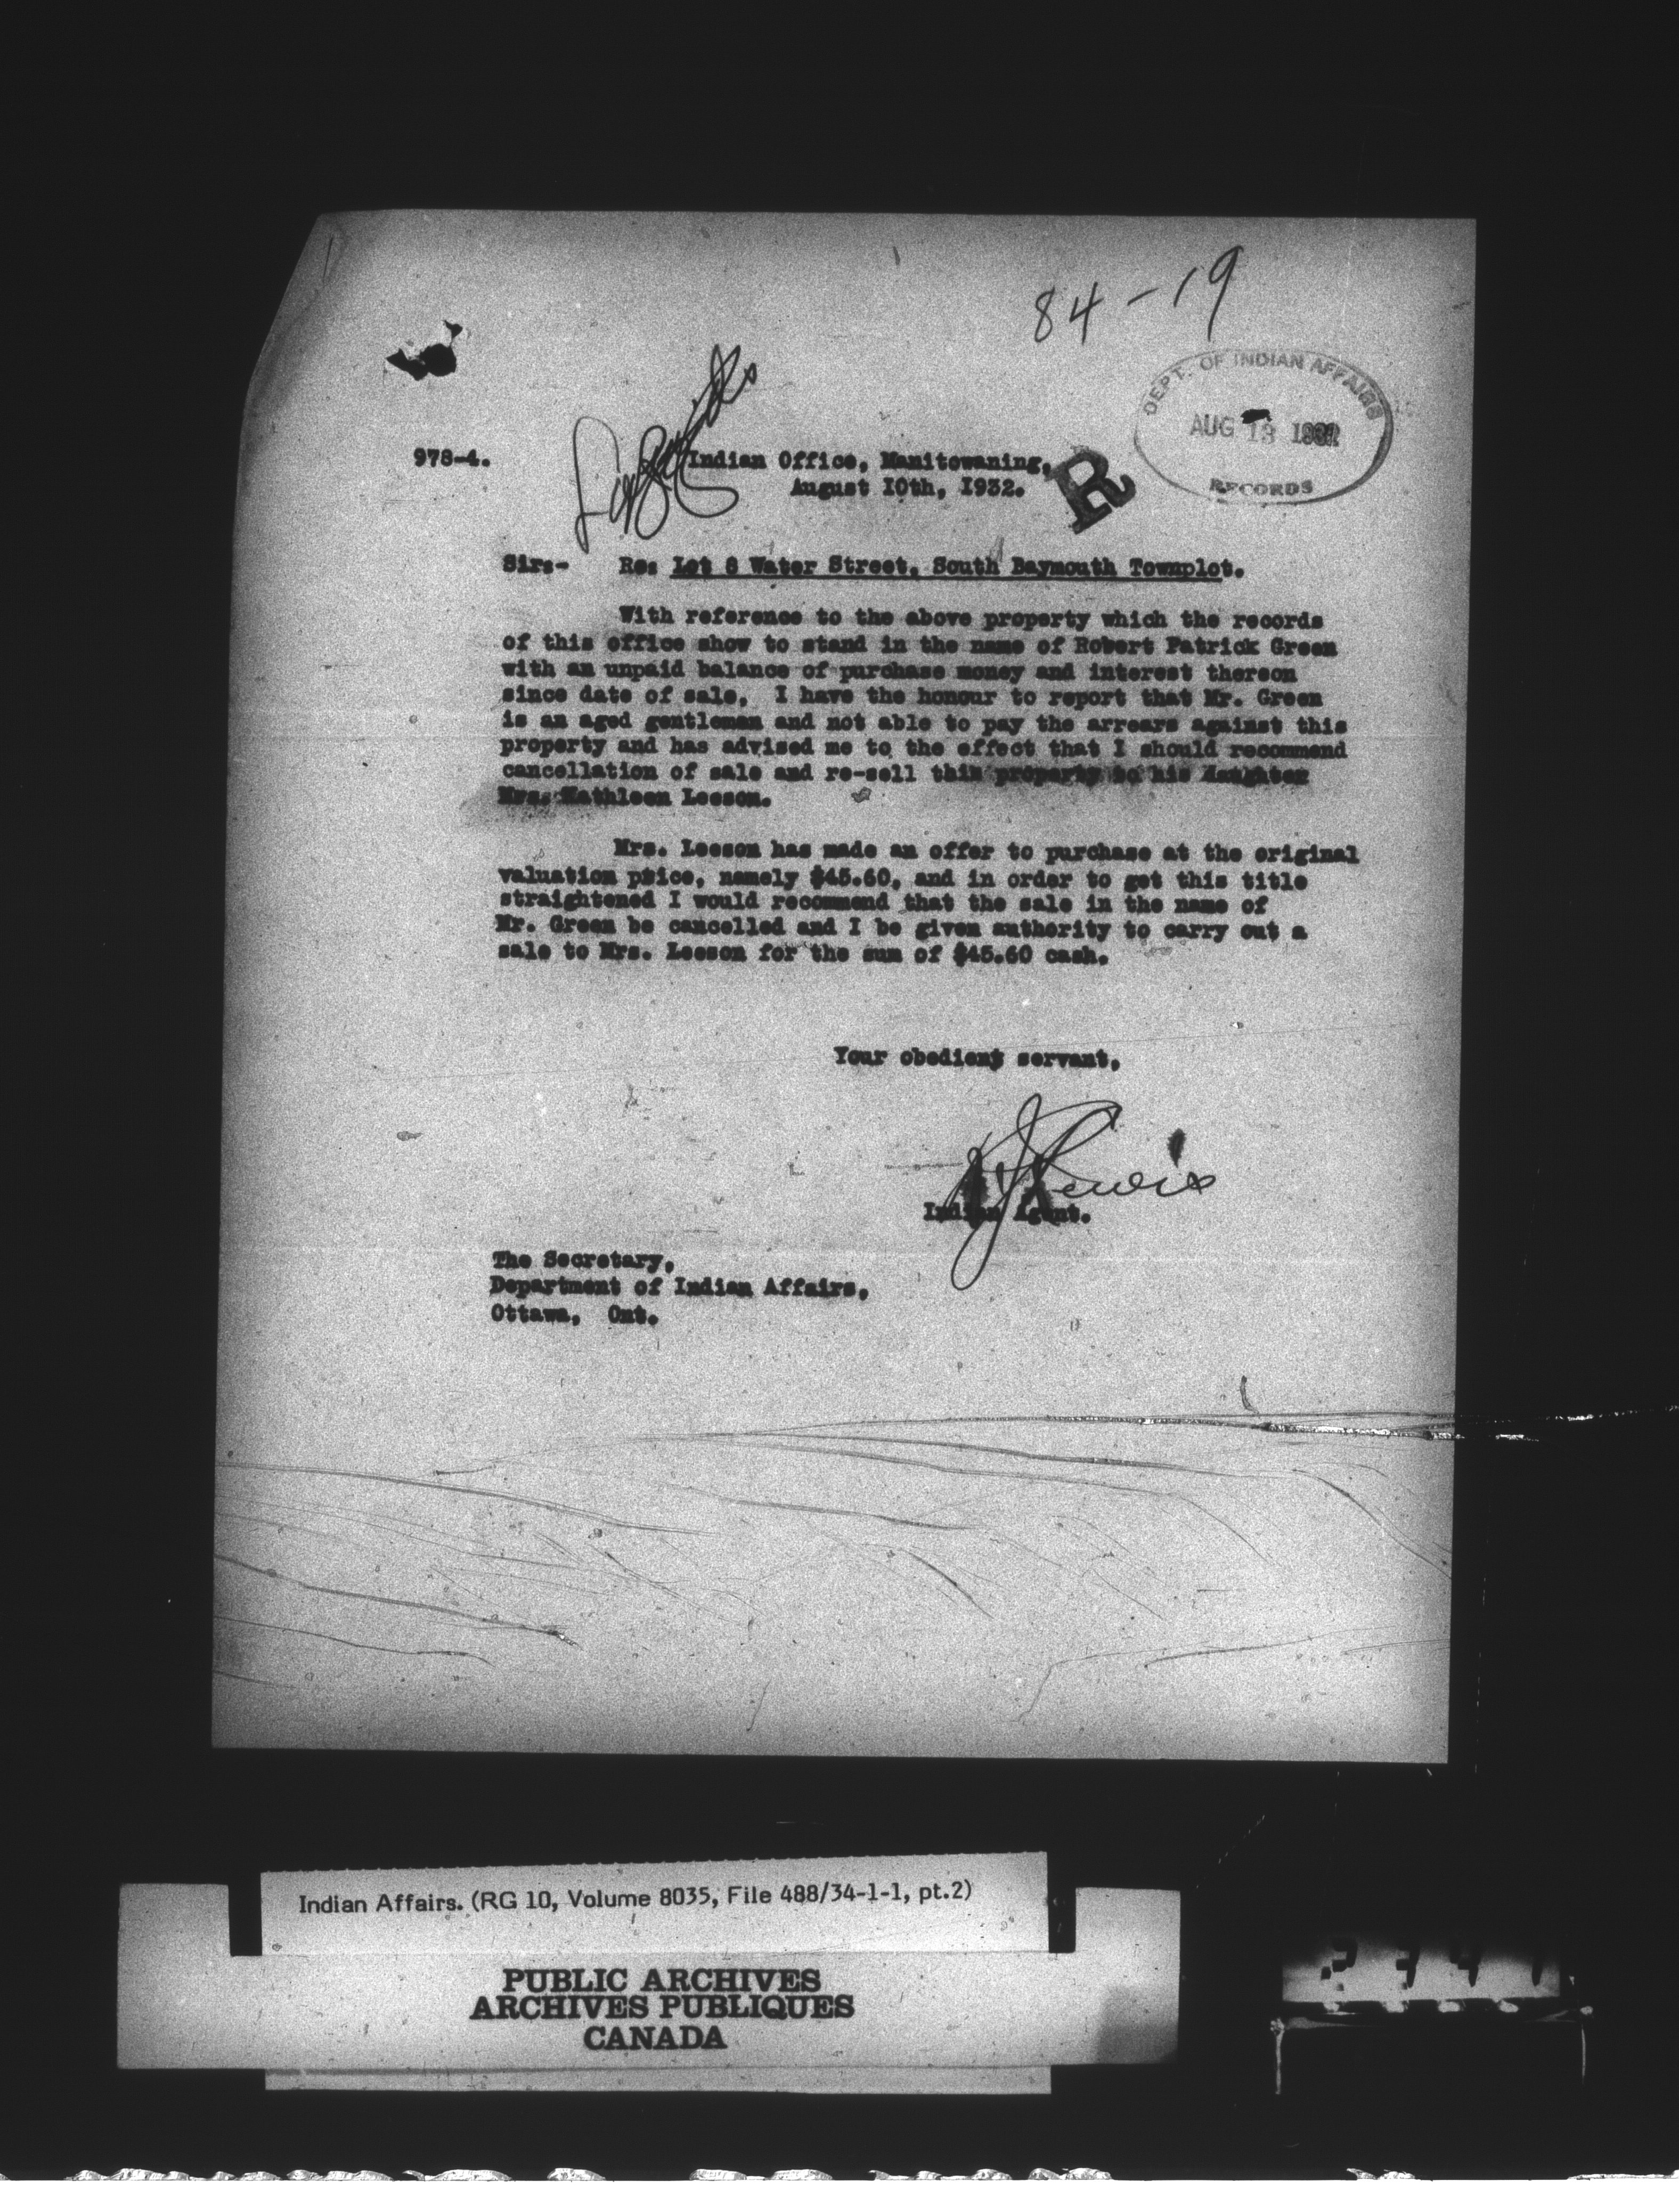 84-19
DEPT. OF INDIAN AFFAIRS
AUG 13 1932
RECORDS
978-4.
Indian Office, Manitowaning,
August 10th, 1932.
R
Sir:- Re: Lot 8 Water Street, South Baymouth Townplot.
With reference to the above property which the records
of this office show to stand in the name of Robert Patrick Green
with an unpaid balance of purchase money and interest thereon
since date of sale, I have the honour to report that Mr. Green
is an aged gentleman and not able to pay the arrears against this
property and has advised me to the effect that I should recommend
cancellation of sale and re-sell this property to his daughter
Mrs. Kathleen Leeson.
Mrs. Leeson has made an offer to purchase at the original
valuation price, namely $45.60, and in order to get this title
straightened I would recommend that the sale in the name of
Mr. Green be cancelled and I be given authority to carry out a
sale to Mrs. Leeson for the sum of $45.60 cash.
Your obedient servant,
Lewis
Indian Agent.
The Secretary,
Department of Indian Affairs,
Ottawa, Ont.
Indian Affairs. (RG 10, Volume 8035, File 488/34-1-1, pt.2)
PUBLIC ARCHIVES
ARCHIVES PUBLIQUES
CANADA